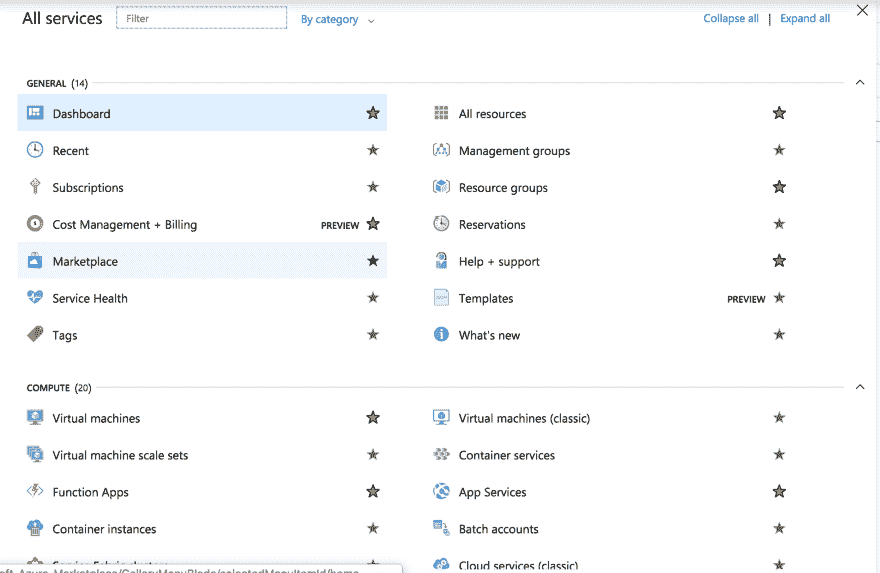 All services
Filter
By category
Collapse all | Expand all
GENERAL (14)
Dashboard
All resources
Recent
Management groups
Subscriptions
Resource groups
Cost Management + Billing PREVIEW
Reservations
Marketplace
Help + support
Service Health
Templates PREVIEW
Tags
What's new
COMPUTE (20)
Virtual machines
Virtual machines (classic)
Virtual machine scale sets
Container services
Function Apps
App Services
Container instances
Batch accounts
Cloud services (classic)